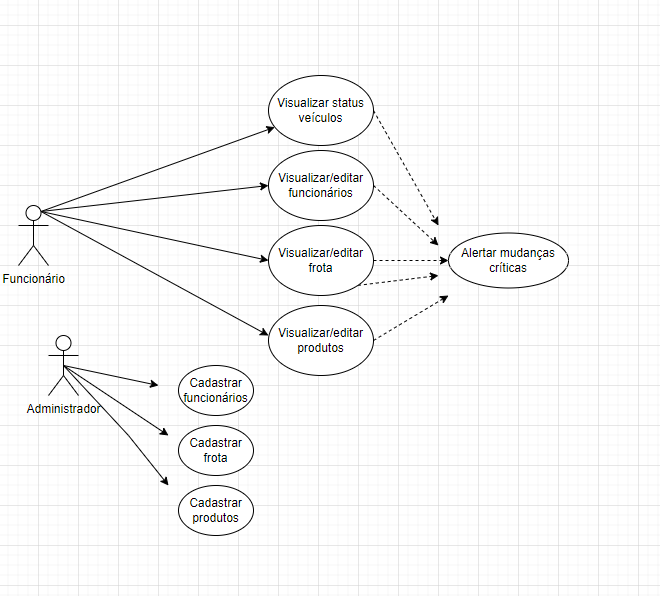 Visualizar status
veículos
Visualizar/editar
funcionários
Visualizar/editar
frota
Alertar mudanças
críticas
Funcionário
Visualizar/editar
produtos
Administrador
Cadastrar
funcionários
Cadastrar
frota
Cadastrar
produtos